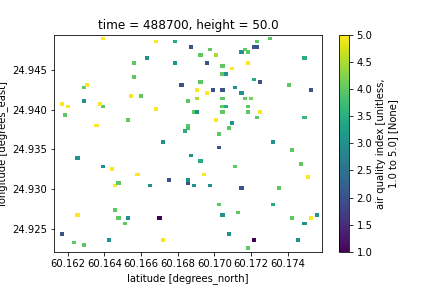 time = 488700, height = 50.0
24.945
24.940
24.935
24.930
24.925
longitude [degrees_east]
60.162 60.164 60.166 60.168 60.170 60.172 60.174
latitude [degrees_north]
5.0
4.5
4.0
3.5
3.0
2.5
2.0
1.5
1.0
air quality index [unitless,
1.0 to 5.0] [None]